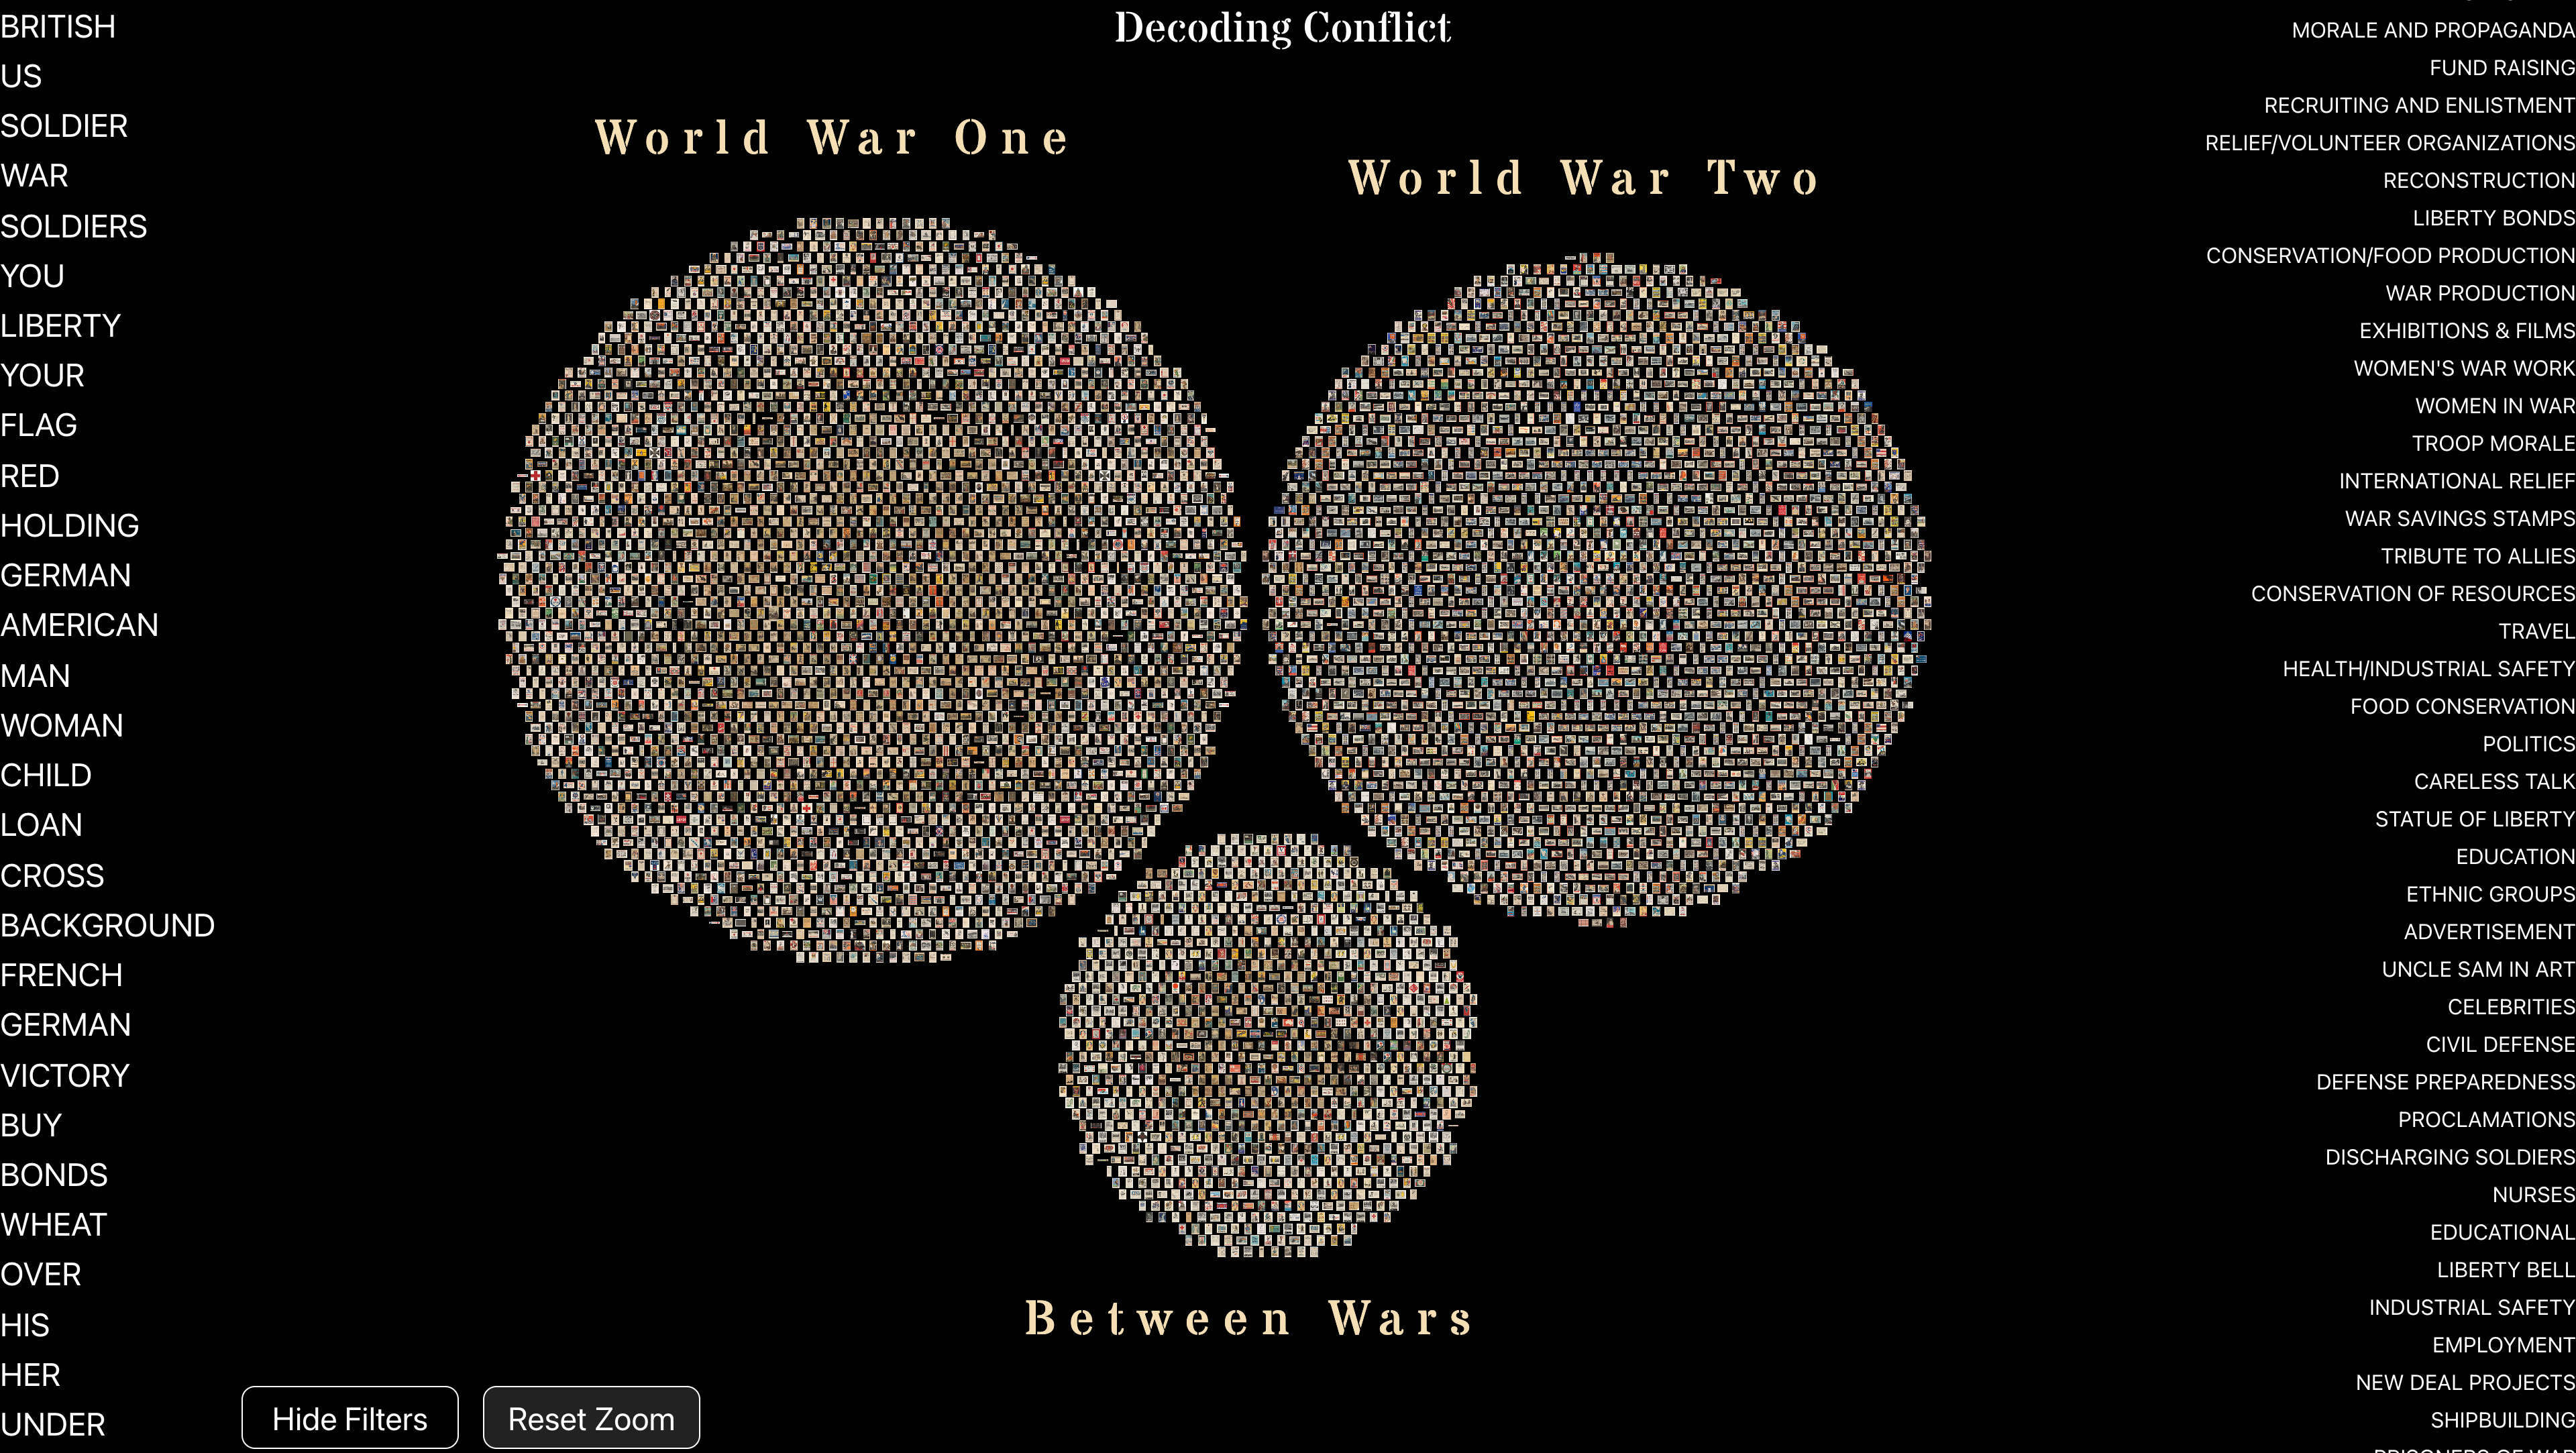 Decoding Conflict
World War One
World War Two
Between Wars
BRITISH
US
SOLDIER
WAR
SOLDIERS
YOU
LIBERTY
YOUR
FLAG
RED
HOLDING
GERMAN
AMERICAN
MAN
WOMAN
CHILD
LOAN
CROSS
BACKGROUND
FRENCH
GERMAN
VICTORY
BUY
BONDS
WHEAT
OVER
HIS
HER
UNDER
Hide Filters
Reset Zoom
MORALE AND PROPAGANDA
FUND RAISING
RECRUITING AND ENLISTMENT
RELIEF/VOLUNTEER ORGANIZATIONS
RECONSTRUCTION
LIBERTY BONDS
CONSERVATION/FOOD PRODUCTION
WAR PRODUCTION
EXHIBITIONS & FILMS
WOMEN'S WAR WORK
WOMEN IN WAR
TROOP MORALE
INTERNATIONAL RELIEF
WAR SAVINGS STAMPS
TRIBUTE TO ALLIES
CONSERVATION OF RESOURCES
TRAVEL
HEALTH/INDUSTRIAL SAFETY
FOOD CONSERVATION
POLITICS
CARELESS TALK
STATUE OF LIBERTY
EDUCATION
ETHNIC GROUPS
ADVERTISEMENT
UNCLE SAM IN ART
CELEBRITIES
CIVIL DEFENSE
DEFENSE PREPAREDNESS
PROCLAMATIONS
DISCHARGING SOLDIERS
NURSES
EDUCATIONAL
LIBERTY BELL
INDUSTRIAL SAFETY
EMPLOYMENT
NEW DEAL PROJECTS
SHIPBUILDING